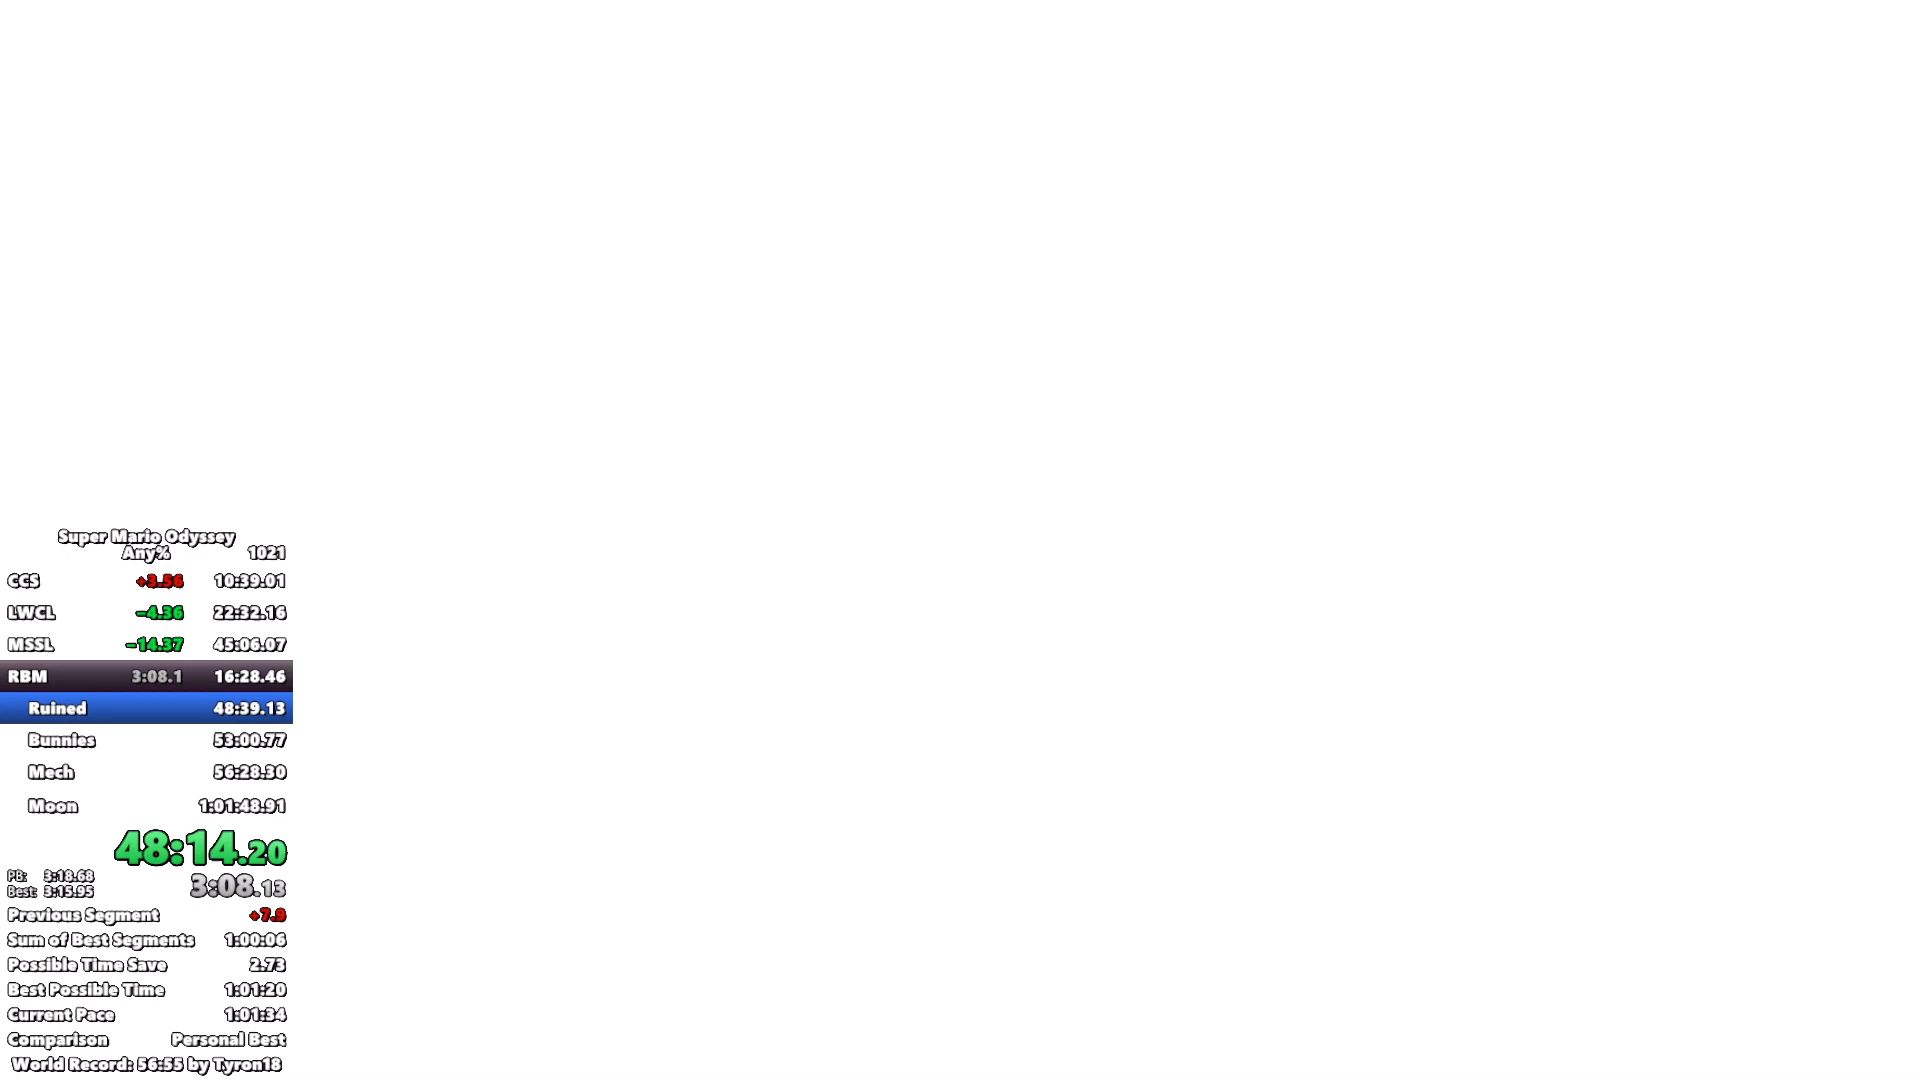 Super Mario Odyssey
Any% 1021
CCS +3.56 10:39.01
LWCL -4.36 22:32.16
MSSL -14.37 45:06.07
RBM 3:08.1 16:28.46
Ruined 48:39.13
Bunnies 53:00.77
Mech 56:28.30
Moon 1:01:48.91
48:14.20
PB: 3:18.68
Best: 3:15.95
3:08.13
Previous Segment +7.9
Sum of Best Segments 1:00:06
Possible Time Save 2.73
Best Possible Time 1:01:20
Current Pace 1:01:34
Comparison Personal Best
World Record: 56:55 by Tyron18